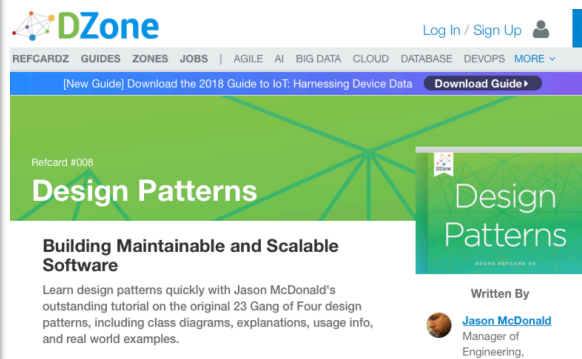 DZone
Log In / Sign Up
REFCARDZ GUIDES ZONES JOBS | AGILE AI BIG DATA CLOUD DATABASE DEVOPS MORE
[New Guide] Download the 2018 Guide to IoT: Harnessing Device Data Download Guide
Refcard #008
Design Patterns
DZone
Design
Patterns
DZONE REFCARD #8
Building Maintainable and Scalable
Software
Learn design patterns quickly with Jason McDonald's
outstanding tutorial on the original 23 Gang of Four design
patterns, including class diagrams, explanations, usage info,
and real world examples.
Written By
Jason McDonald
Manager of
Engineering,